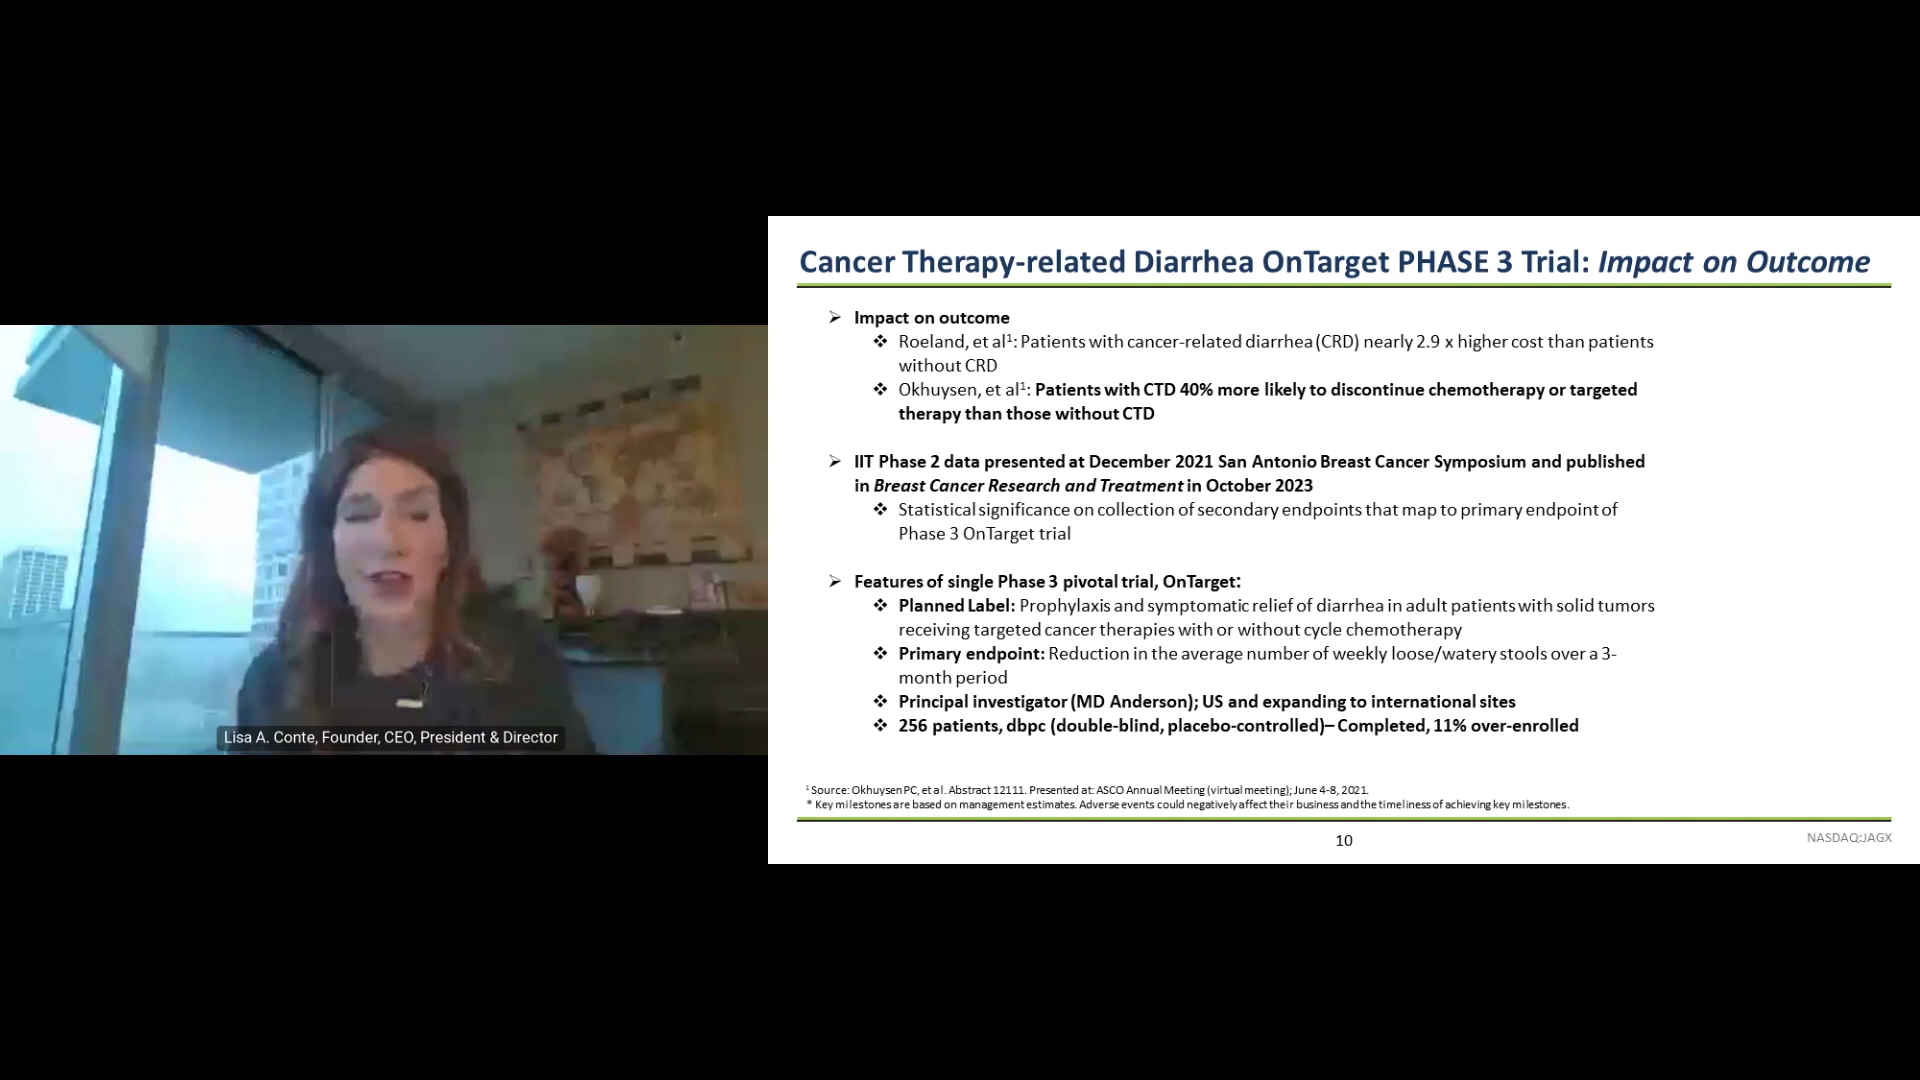 Lisa A. Conte, Founder, CEO, President & Director
Cancer Therapy-related Diarrhea OnTarget PHASE 3 Trial: Impact on Outcome
➢ Impact on outcome
❖ Roeland, et al¹: Patients with cancer-related diarrhea (CRD) nearly 2.9 x higher cost than patients
without CRD
❖ Okhuysen, et al¹: Patients with CTD 40% more likely to discontinue chemotherapy or targeted
therapy than those without CTD
➢ IIT Phase 2 data presented at December 2021 San Antonio Breast Cancer Symposium and published
in Breast Cancer Research and Treatment in October 2023
❖ Statistical significance on collection of secondary endpoints that map to primary endpoint of
Phase 3 OnTarget trial
➢ Features of single Phase 3 pivotal trial, OnTarget:
❖ Planned Label: Prophylaxis and symptomatic relief of diarrhea in adult patients with solid tumors
receiving targeted cancer therapies with or without cycle chemotherapy
❖ Primary endpoint: Reduction in the average number of weekly loose/watery stools over a 3-
month period
❖ Principal investigator (MD Anderson); US and expanding to international sites
❖ 256 patients, dbpc (double-blind, placebo-controlled)– Completed, 11% over-enrolled
¹ Source: Okhuysen PC, et al. Abstract 12111. Presented at: ASCO Annual Meeting (virtual meeting); June 4-8, 2021.
* Key milestones are based on management estimates. Adverse events could negatively affect their business and the timeliness of achieving key milestones.
10
NASDAQ:JAGX